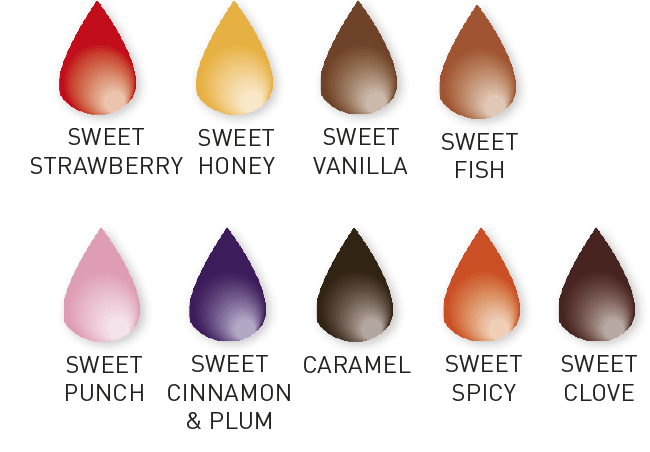 SWEET
STRAWBERRY
SWEET
HONEY
SWEET
VANILLA
SWEET
FISH
SWEET
PUNCH
SWEET
CINNAMON
& PLUM
CARAMEL
SWEET
SPICY
SWEET
CLOVE